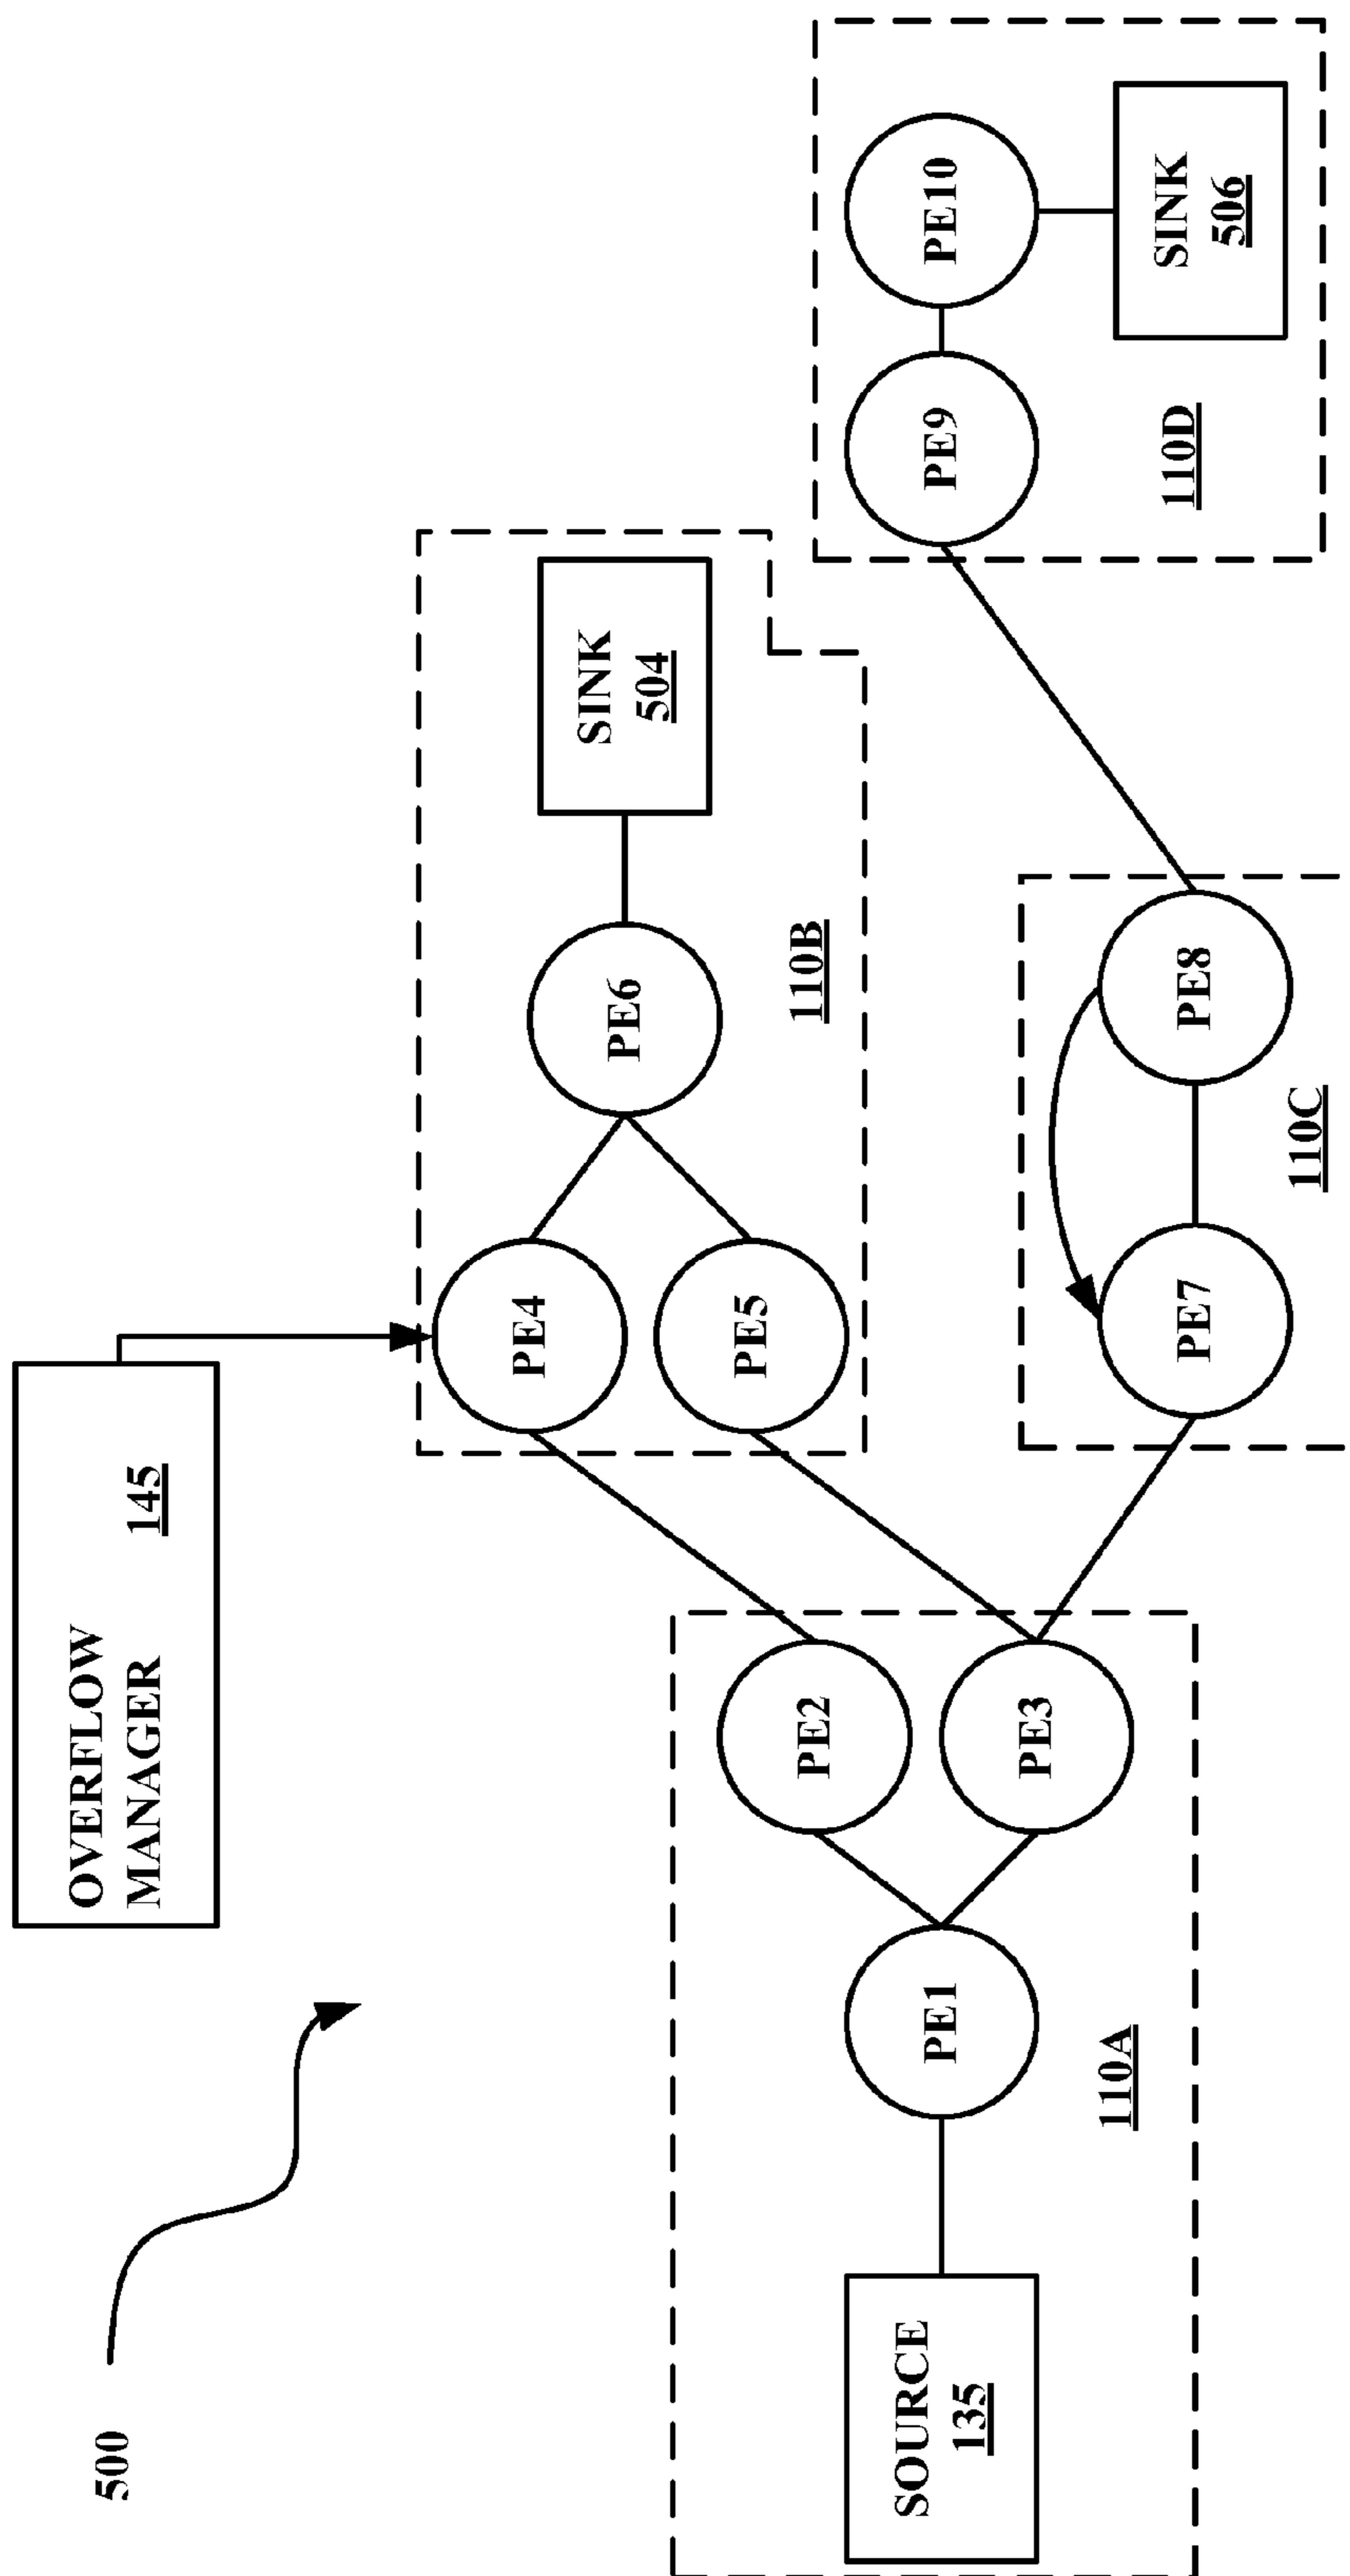 500
OVERFLOW
MANAGER 145
SOURCE
135
PE1
PE2
PE3
110A
PE4
PE5
PE6
SINK
504
110B
PE7
PE8
110C
PE9
PE10
SINK
506
110D